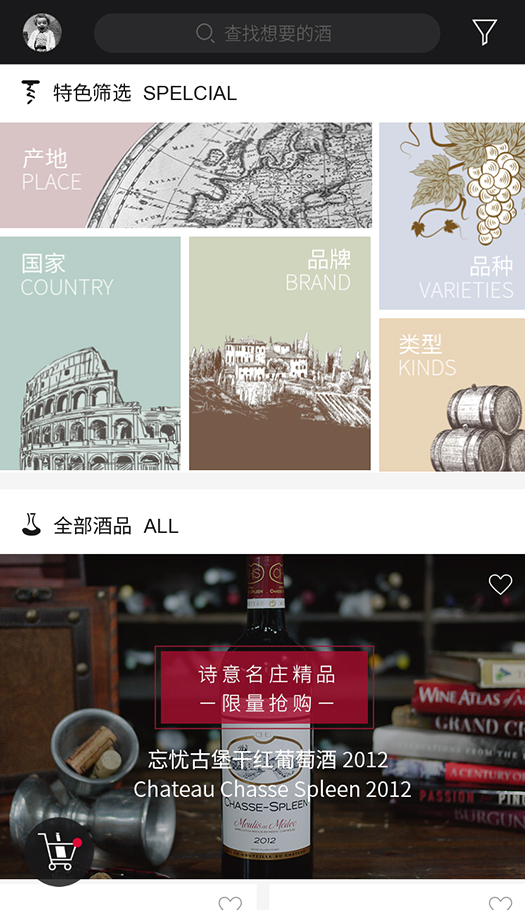 查找想要的酒
特色筛选 SPELCIAL
产地
PLACE
国家
COUNTRY
品牌
BRAND
品种
VARIETIES
类型
KINDS
全部酒品 ALL
诗意名庄精品
－限量抢购－
忘忧古堡干红葡萄酒 2012
Chateau Chasse Spleen 2012
CHASSE-SPLEEN
Moulis en Médoc
2012
WINE ATLAS OF
GRAND CR
A CENTURY O
PASSION PIN
BURGUN